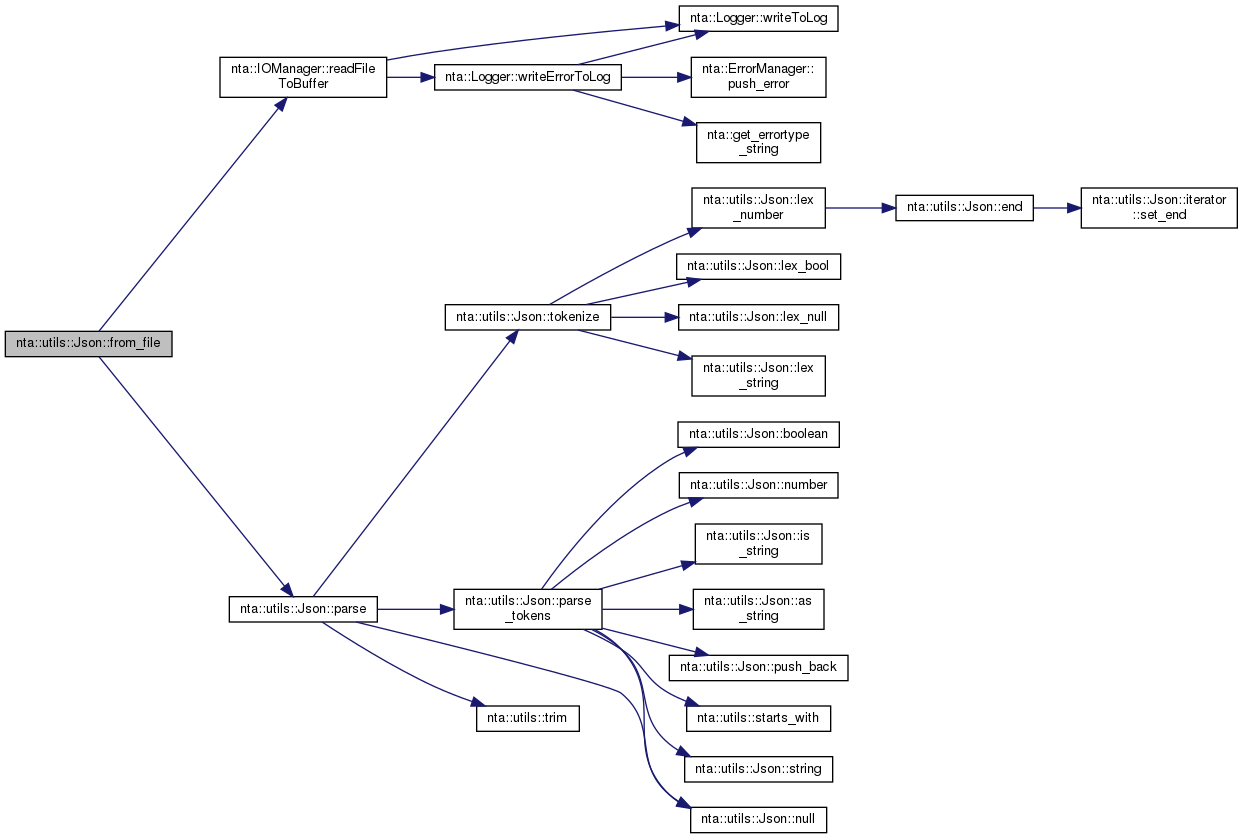 nta::Logger::writeToLog
nta::IOManager::readFile
ToBuffer
nta::Logger::writeErrorToLog
nta::ErrorManager::
push_error
nta::get_errortype
_string
nta::utils::Json::lex
_number
nta::utils::Json::end
nta::utils::Json::iterator
::set_end
nta::utils::Json::lex_bool
nta::utils::Json::tokenize
nta::utils::Json::lex_null
nta::utils::Json::from_file
nta::utils::Json::lex
_string
nta::utils::Json::boolean
nta::utils::Json::number
nta::utils::Json::is
_string
nta::utils::Json::parse
nta::utils::Json::parse
_tokens
nta::utils::Json::as
_string
nta::utils::Json::push_back
nta::utils::trim
nta::utils::starts_with
nta::utils::Json::string
nta::utils::Json::null